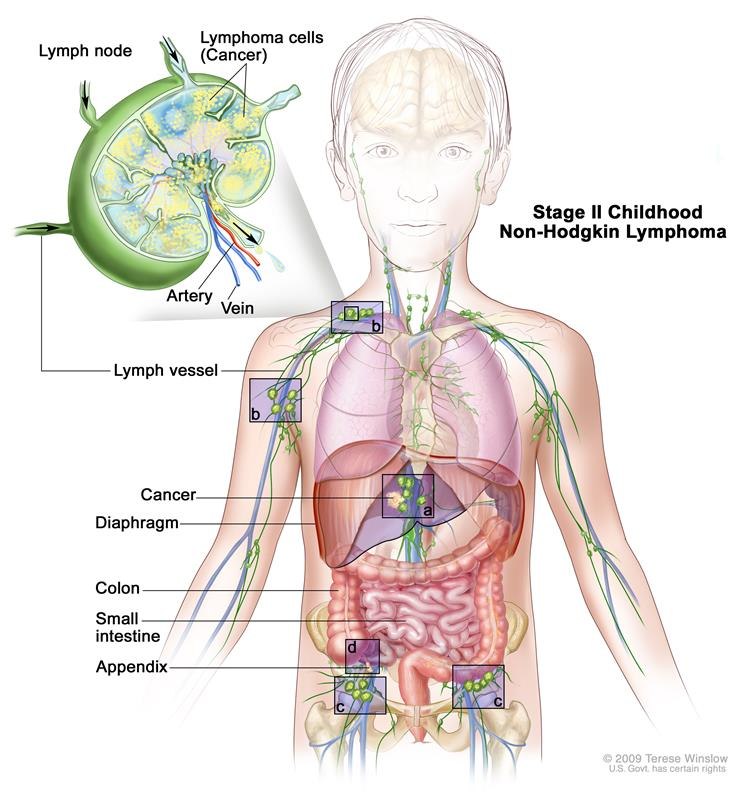 Lymph node
Lymphoma cells
(Cancer)
Stage II Childhood
Non-Hodgkin Lymphoma
Artery
Vein
b
Lymph vessel
b
Cancer
a
Diaphragm
Colon
Small
intestine
d
Appendix
c
c
© 2009 Terese Winslow
U.S. Govt. has certain rights